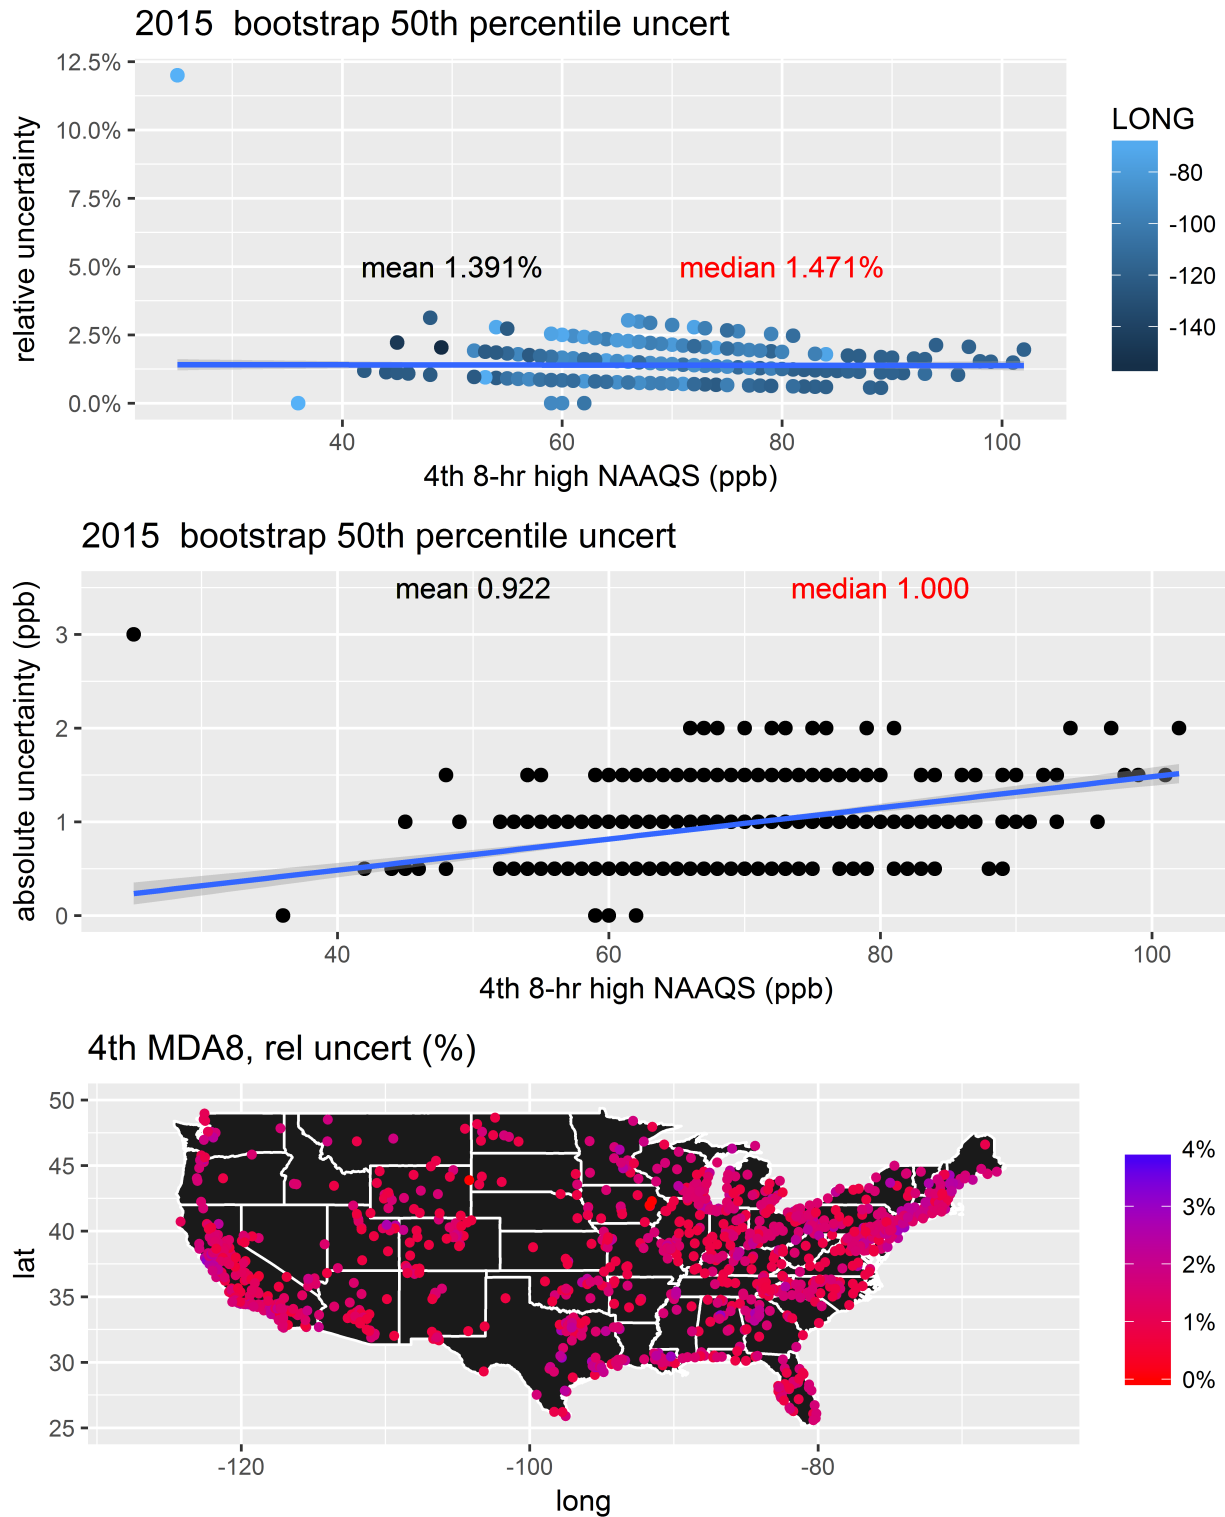 2015  bootstrap 50th percentile uncert
12.5%
10.0%
7.5%
5.0%
2.5%
0.0%
relative uncertainty
mean 1.391%
median 1.471%
40
60
80
100
4th 8-hr high NAAQS (ppb)
LONG
-80
-100
-120
-140
2015  bootstrap 50th percentile uncert
mean 0.922
median 1.000
3
2
1
0
absolute uncertainty (ppb)
40
60
80
100
4th 8-hr high NAAQS (ppb)
4th MDA8, rel uncert (%)
50
45
40
35
30
25
lat
-120
-100
-80
long
4%
3%
2%
1%
0%